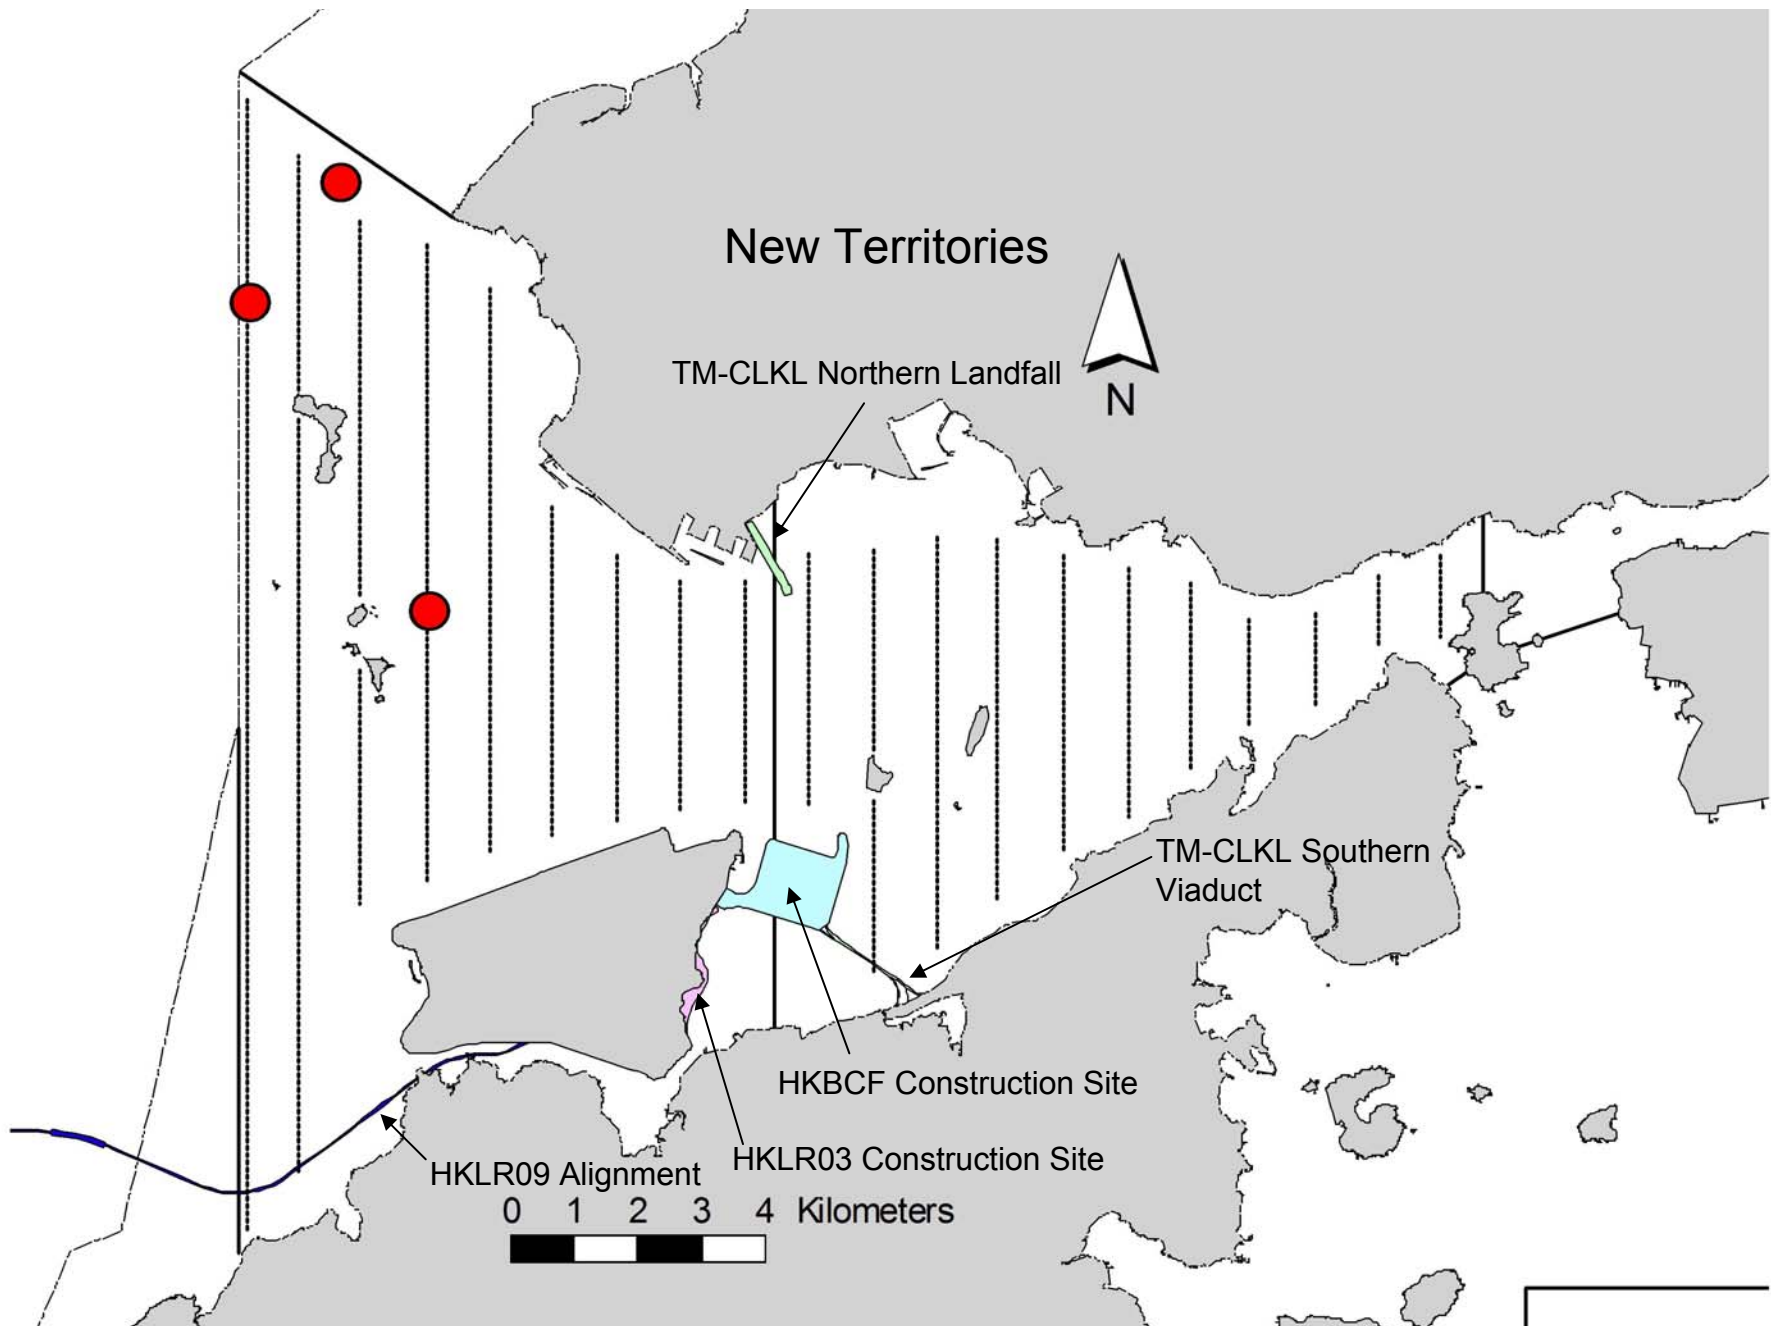 New Territories
TM-CLKL Northern Landfall
N
TM-CLKL Southern
Viaduct
HKBCF Construction Site
HKLR03 Construction Site
HKLR09 Alignment
0 1 2 3 4 Kilometers